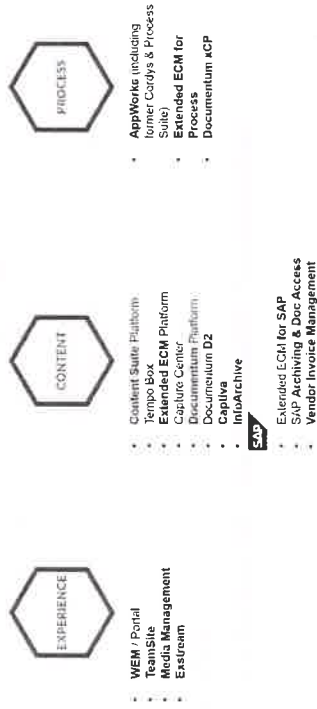 EXPERIENCE
WEM / Portal
TeamSite
Media Management
Exstream
CONTENT
Content Suite Platform
Tempo Box
Extended ECM Platform
Capture Center
Documentum Platform
Documentum D2
Captiva
InfoArchive
SAP
Extended ECM for SAP
SAP Archiving & Doc Access
Vendor Invoice Management
PROCESS
AppWorks (including
former Cordys & Process
Suite)
Extended ECM for
Process
Documentum xCP